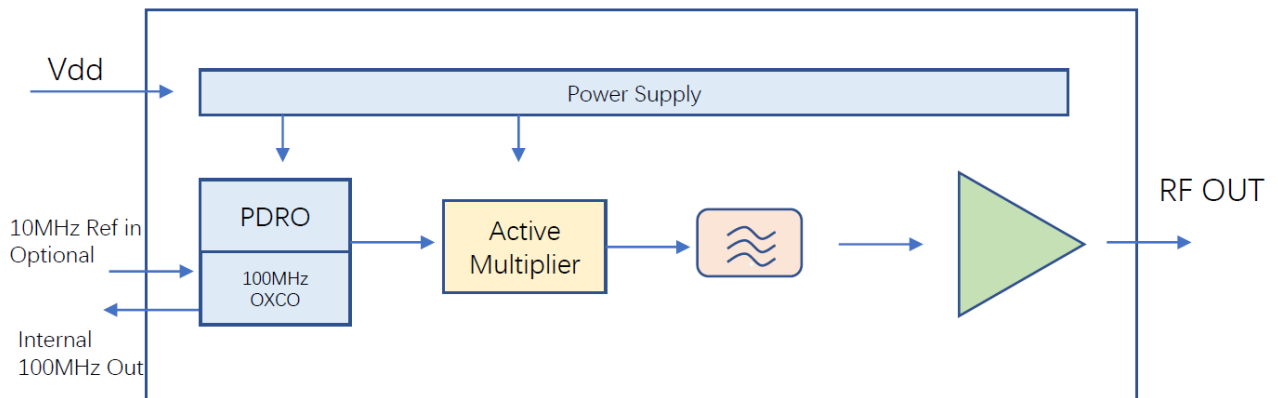 Vdd
Power Supply
RF OUT
10MHz Ref in
Optional
PDRO
100MHz
OXCO
Active
Multiplier
Internal
100MHz Out